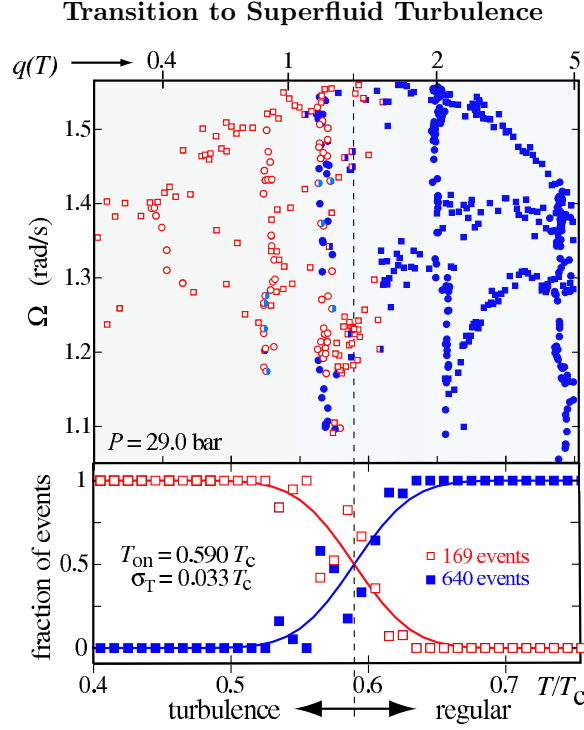 Transition to Superfluid Turbulence
q(T) → 0.4 1 2 5
1.5
1.4
1.3
1.2
1.1
Ω (rad/s)
P = 29.0 bar
1
0.5
0
fraction of events
T_on = 0.590 T_c
σ_T = 0.033 T_c
169 events
640 events
0.4 0.5 0.6 0.7 T/T_c
turbulence regular